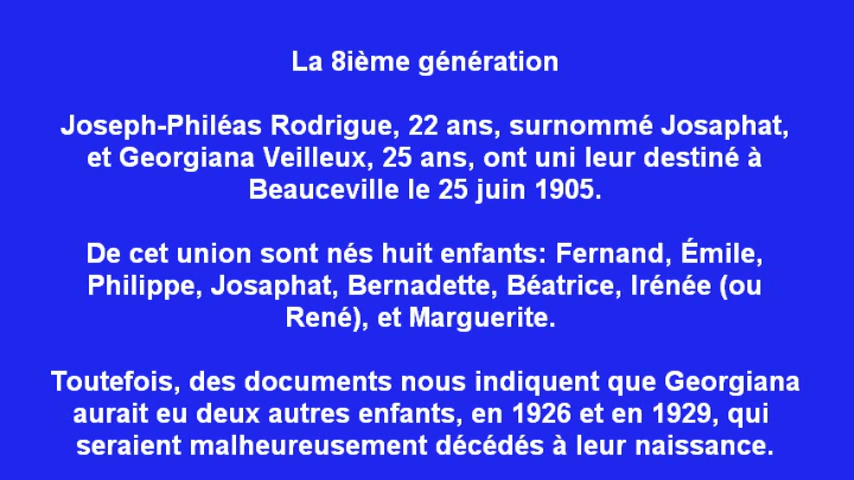 La 8ième génération
Joseph-Philéas Rodrigue, 22 ans, surnommé Josaphat,
et Georgiana Veilleux, 25 ans, ont uni leur destiné à
Beauceville le 25 juin 1905.
De cet union sont nés huit enfants: Fernand, Émile,
Philippe, Josaphat, Bernadette, Béatrice, Irénée (ou
René), et Marguerite.
Toutefois, des documents nous indiquent que Georgiana
aurait eu deux autres enfants, en 1926 et en 1929, qui
seraient malheureusement décédés à leur naissance.